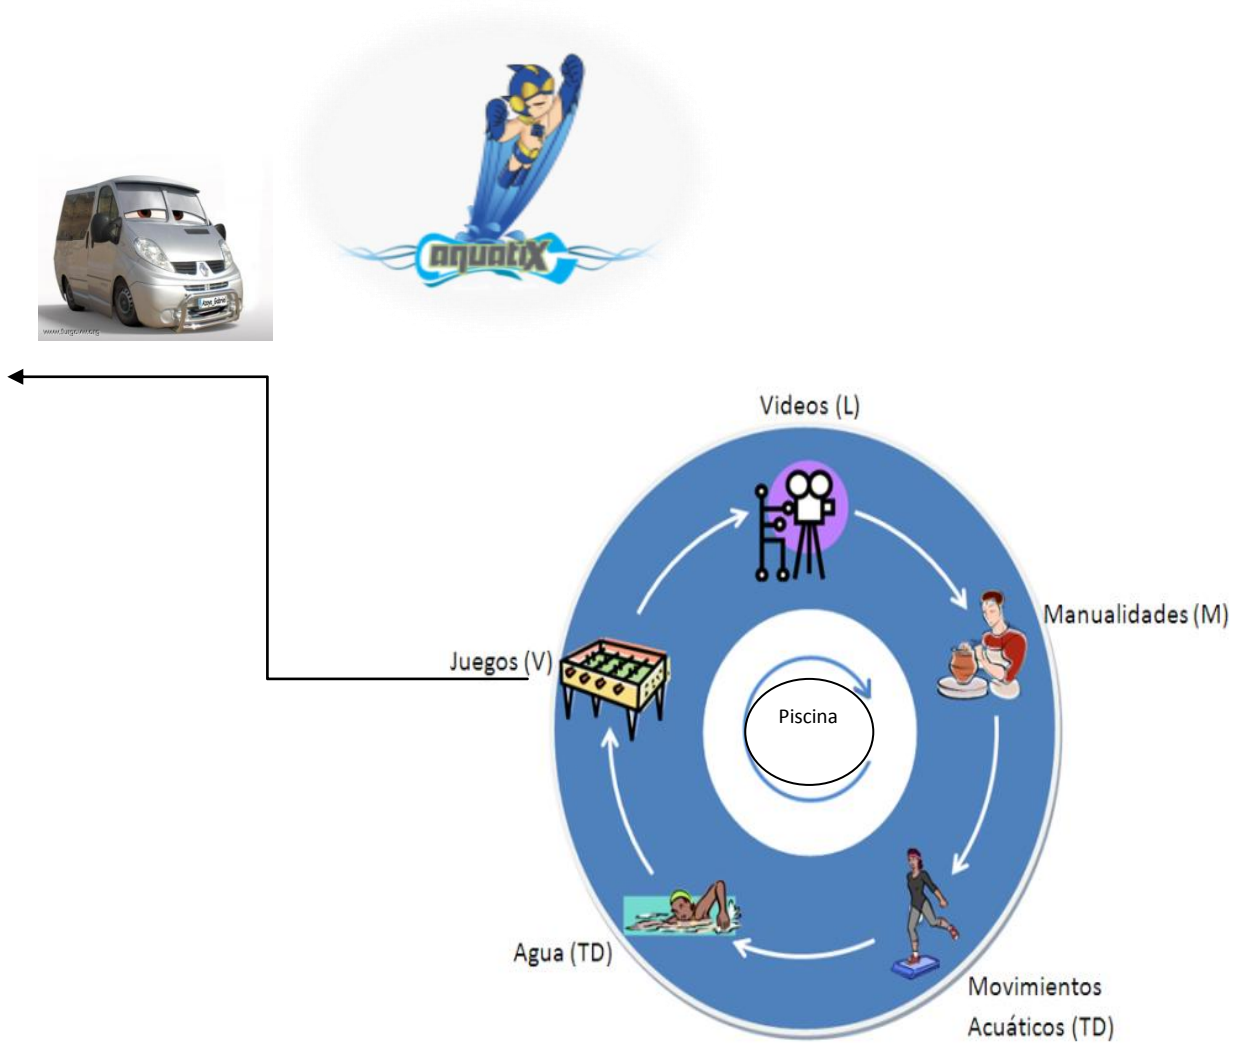 aquatix
Videos (L)
Manualidades (M)
Juegos (V)
Piscina
Agua (TD)
Movimientos
Acuáticos (TD)